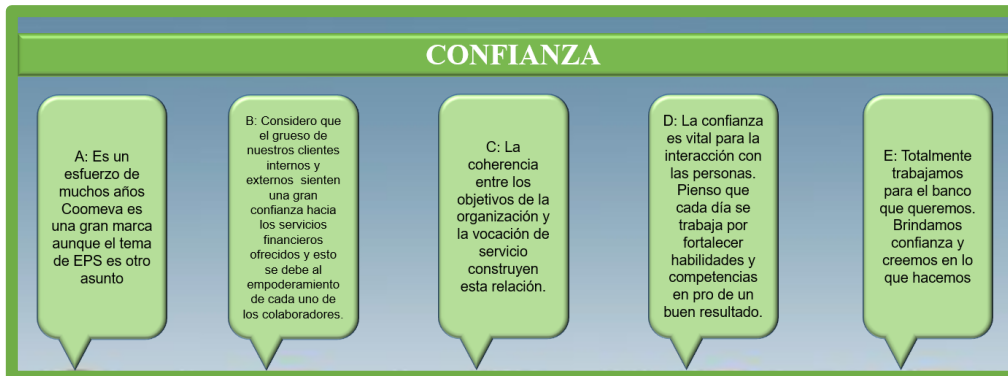 CONFIANZA
A: Es un
esfuerzo de
muchos años
Coomeva es
una gran marca
aunque el tema
de EPS es otro
asunto
B: Considero que
el grueso de
nuestros clientes
internos y
externos sienten
una gran
confianza hacia
los servicios
financieros
ofrecidos y esto
se debe al
empoderamiento
de cada uno de
los colaboradores.
C: La
coherencia
entre los
objetivos de la
organización y
la vocación de
servicio
construyen
esta relación.
D: La confianza
es vital para la
interacción con
las personas.
Pienso que
cada día se
trabaja por
fortalecer
habilidades y
competencias
en pro de un
buen resultado.
E: Totalmente
trabajamos
para el banco
que queremos.
Brindamos
confianza y
creemos en lo
que hacemos